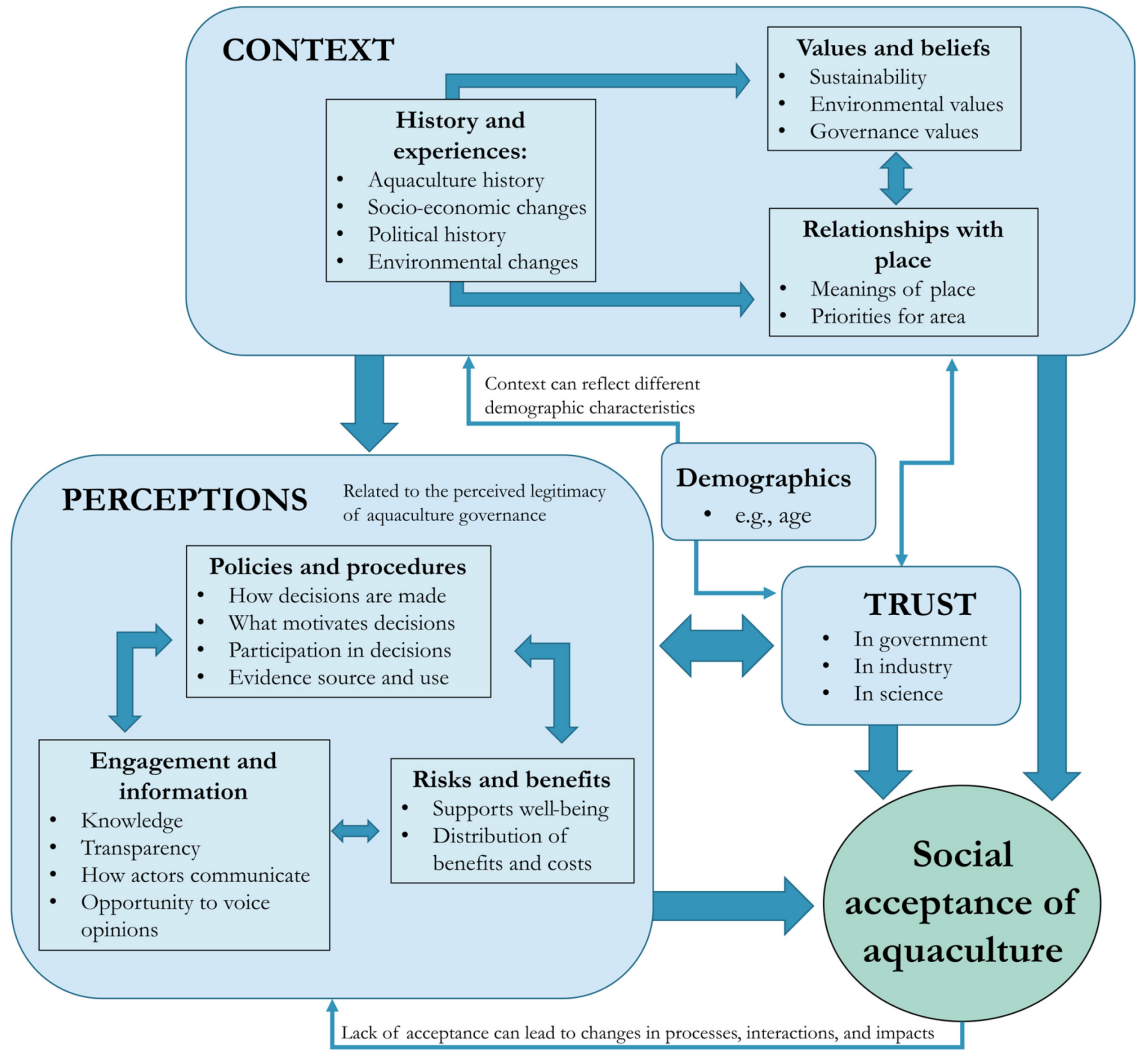 CONTEXT
History and
experiences:
• Aquaculture history
• Socio-economic changes
• Political history
• Environmental changes
Values and beliefs
• Sustainability
• Environmental values
• Governance values
Relationships with
place
• Meanings of place
• Priorities for area
Context can reflect different
demographic characteristics
Demographics
• e.g., age
PERCEPTIONS
Related to the perceived legitimacy
of aquaculture governance
Policies and procedures
• How decisions are made
• What motivates decisions
• Participation in decisions
• Evidence source and use
Engagement and
information
• Knowledge
• Transparency
• How actors communicate
• Opportunity to voice
opinions
Risks and benefits
• Supports well-being
• Distribution of
benefits and costs
TRUST
• In government
• In industry
• In science
Social
acceptance of
aquaculture
Lack of acceptance can lead to changes in processes, interactions, and impacts